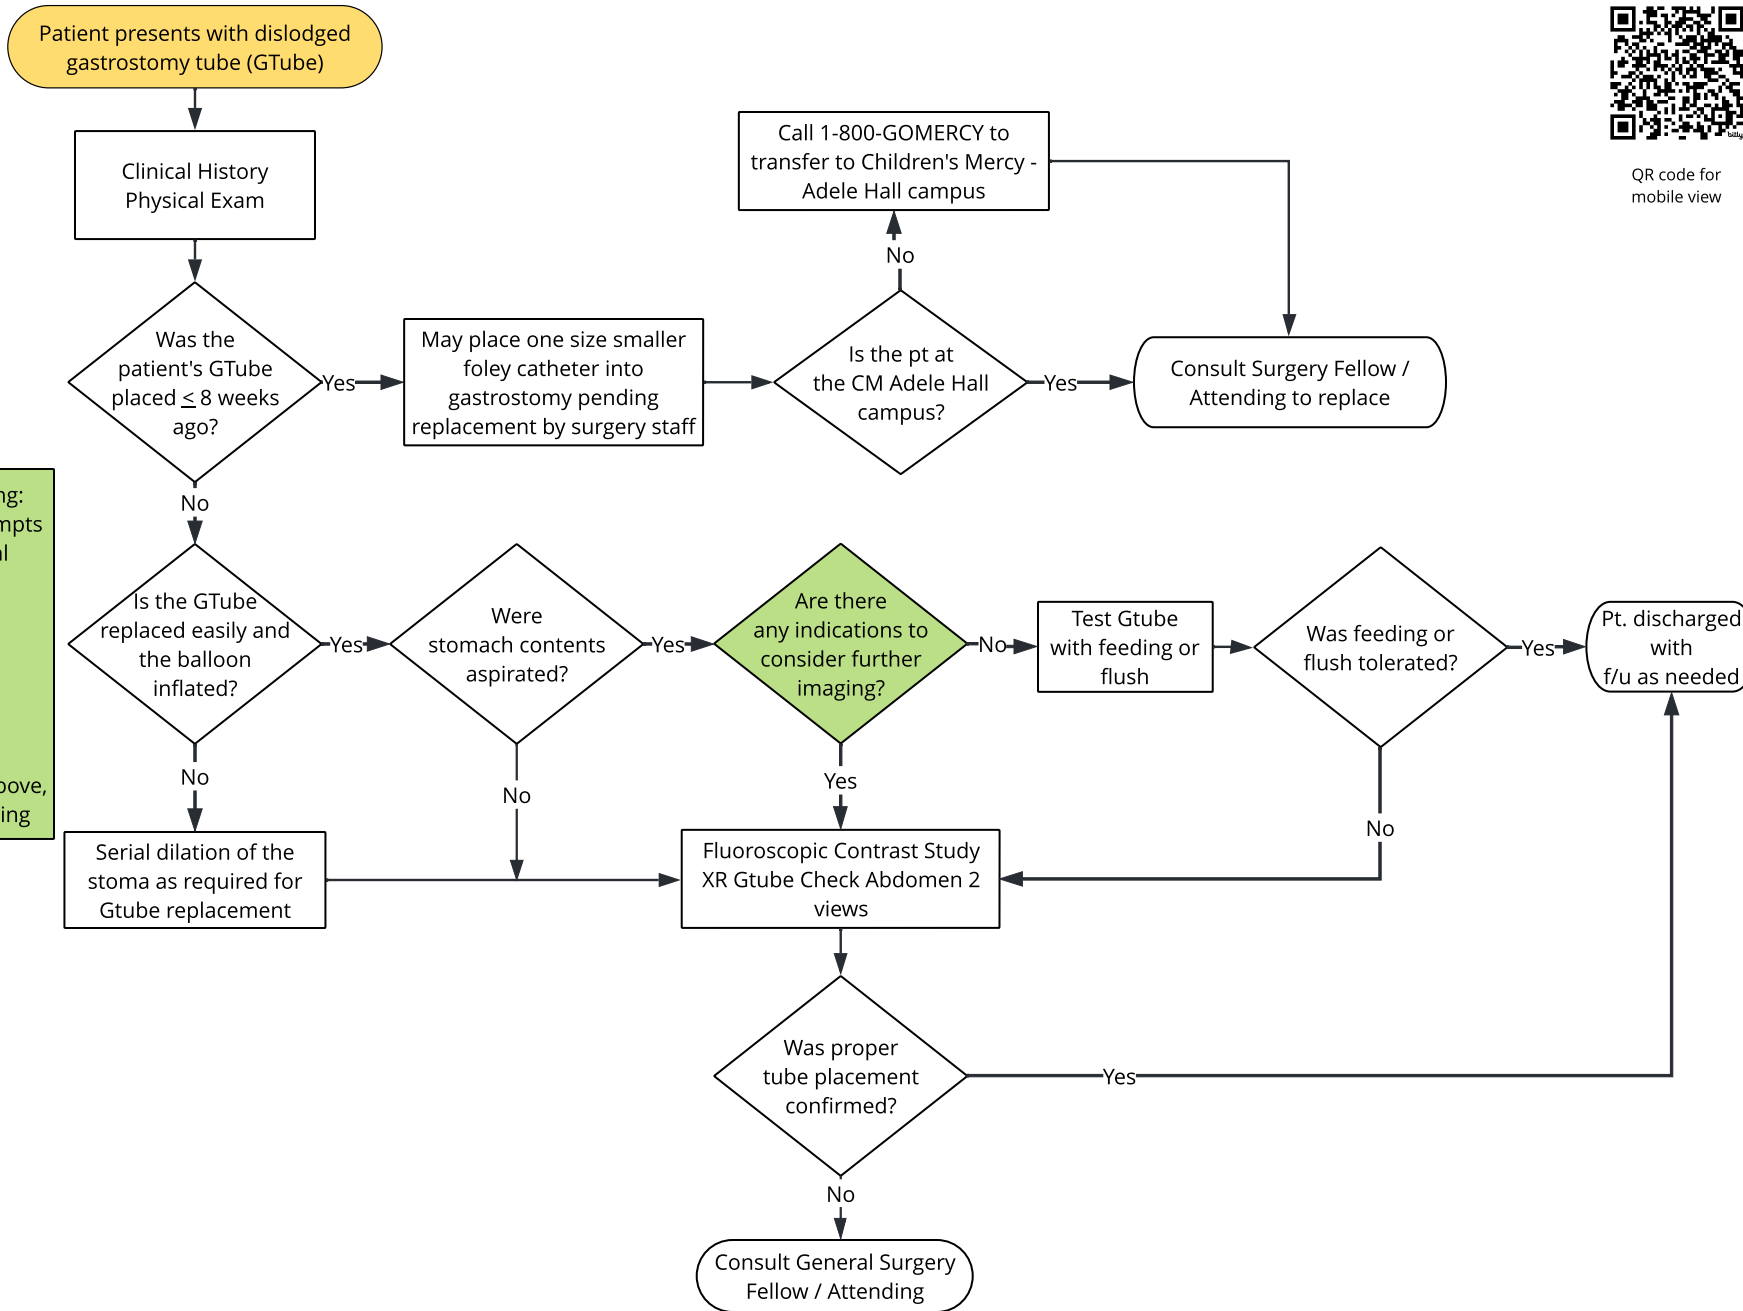 Patient presents with dislodged
gastrostomy tube (GTube)
Clinical History
Physical Exam
Was the
patient's GTube
placed < 8 weeks
ago?
Yes
May place one size smaller
foley catheter into
gastrostomy pending
replacement by surgery staff
Is the pt at
the CM Adele Hall
campus?
No
Call 1-800-GOMERCY to
transfer to Children's Mercy -
Adele Hall campus
Yes
Consult Surgery Fellow /
Attending to replace
QR code for
mobile view
bitly
No
Is the GTube
replaced easily and
the balloon
inflated?
Yes
Were
stomach contents
aspirated?
Yes
Are there
any indications to
consider further
imaging?
No
Test Gtube
with feeding or
flush
Was feeding or
flush tolerated?
Yes
Pt. discharged
with
f/u as needed
No
Serial dilation of the
stoma as required for
Gtube replacement
No
Yes
Fluoroscopic Contrast Study
XR Gtube Check Abdomen 2
views
No
Was proper
tube placement
confirmed?
Yes
No
Consult General Surgery
Fellow / Attending